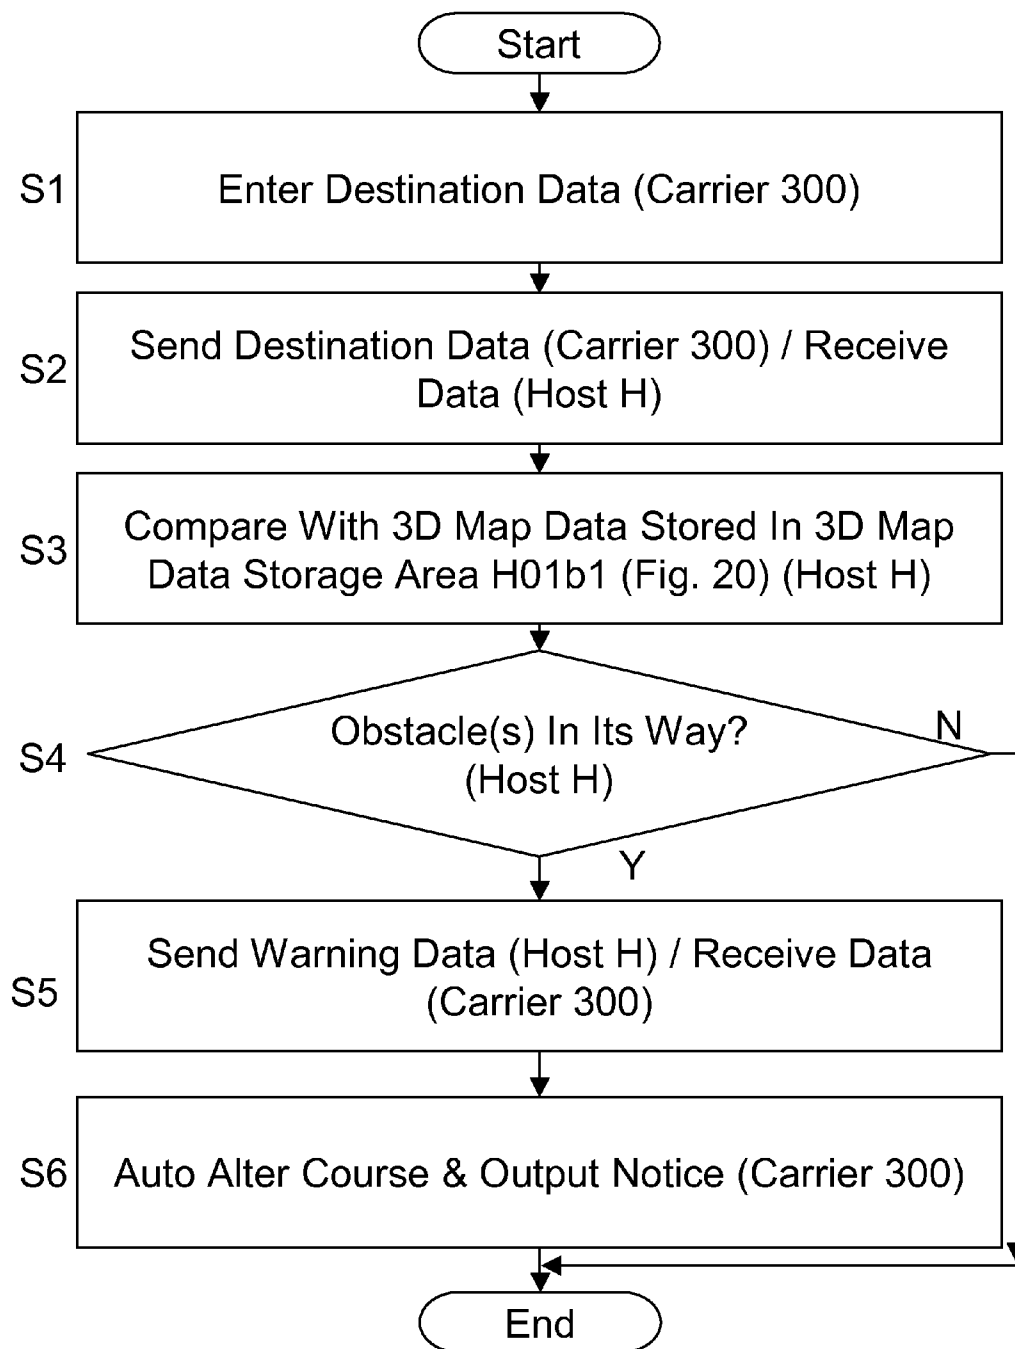 Start
S1
Enter Destination Data (Carrier 300)
S2
Send Destination Data (Carrier 300) / Receive
Data (Host H)
S3
Compare With 3D Map Data Stored In 3D Map
Data Storage Area H01b1 (Fig. 20) (Host H)
S4
Obstacle(s) In Its Way?
(Host H)
N
Y
S5
Send Warning Data (Host H) / Receive Data
(Carrier 300)
S6
Auto Alter Course & Output Notice (Carrier 300)
End